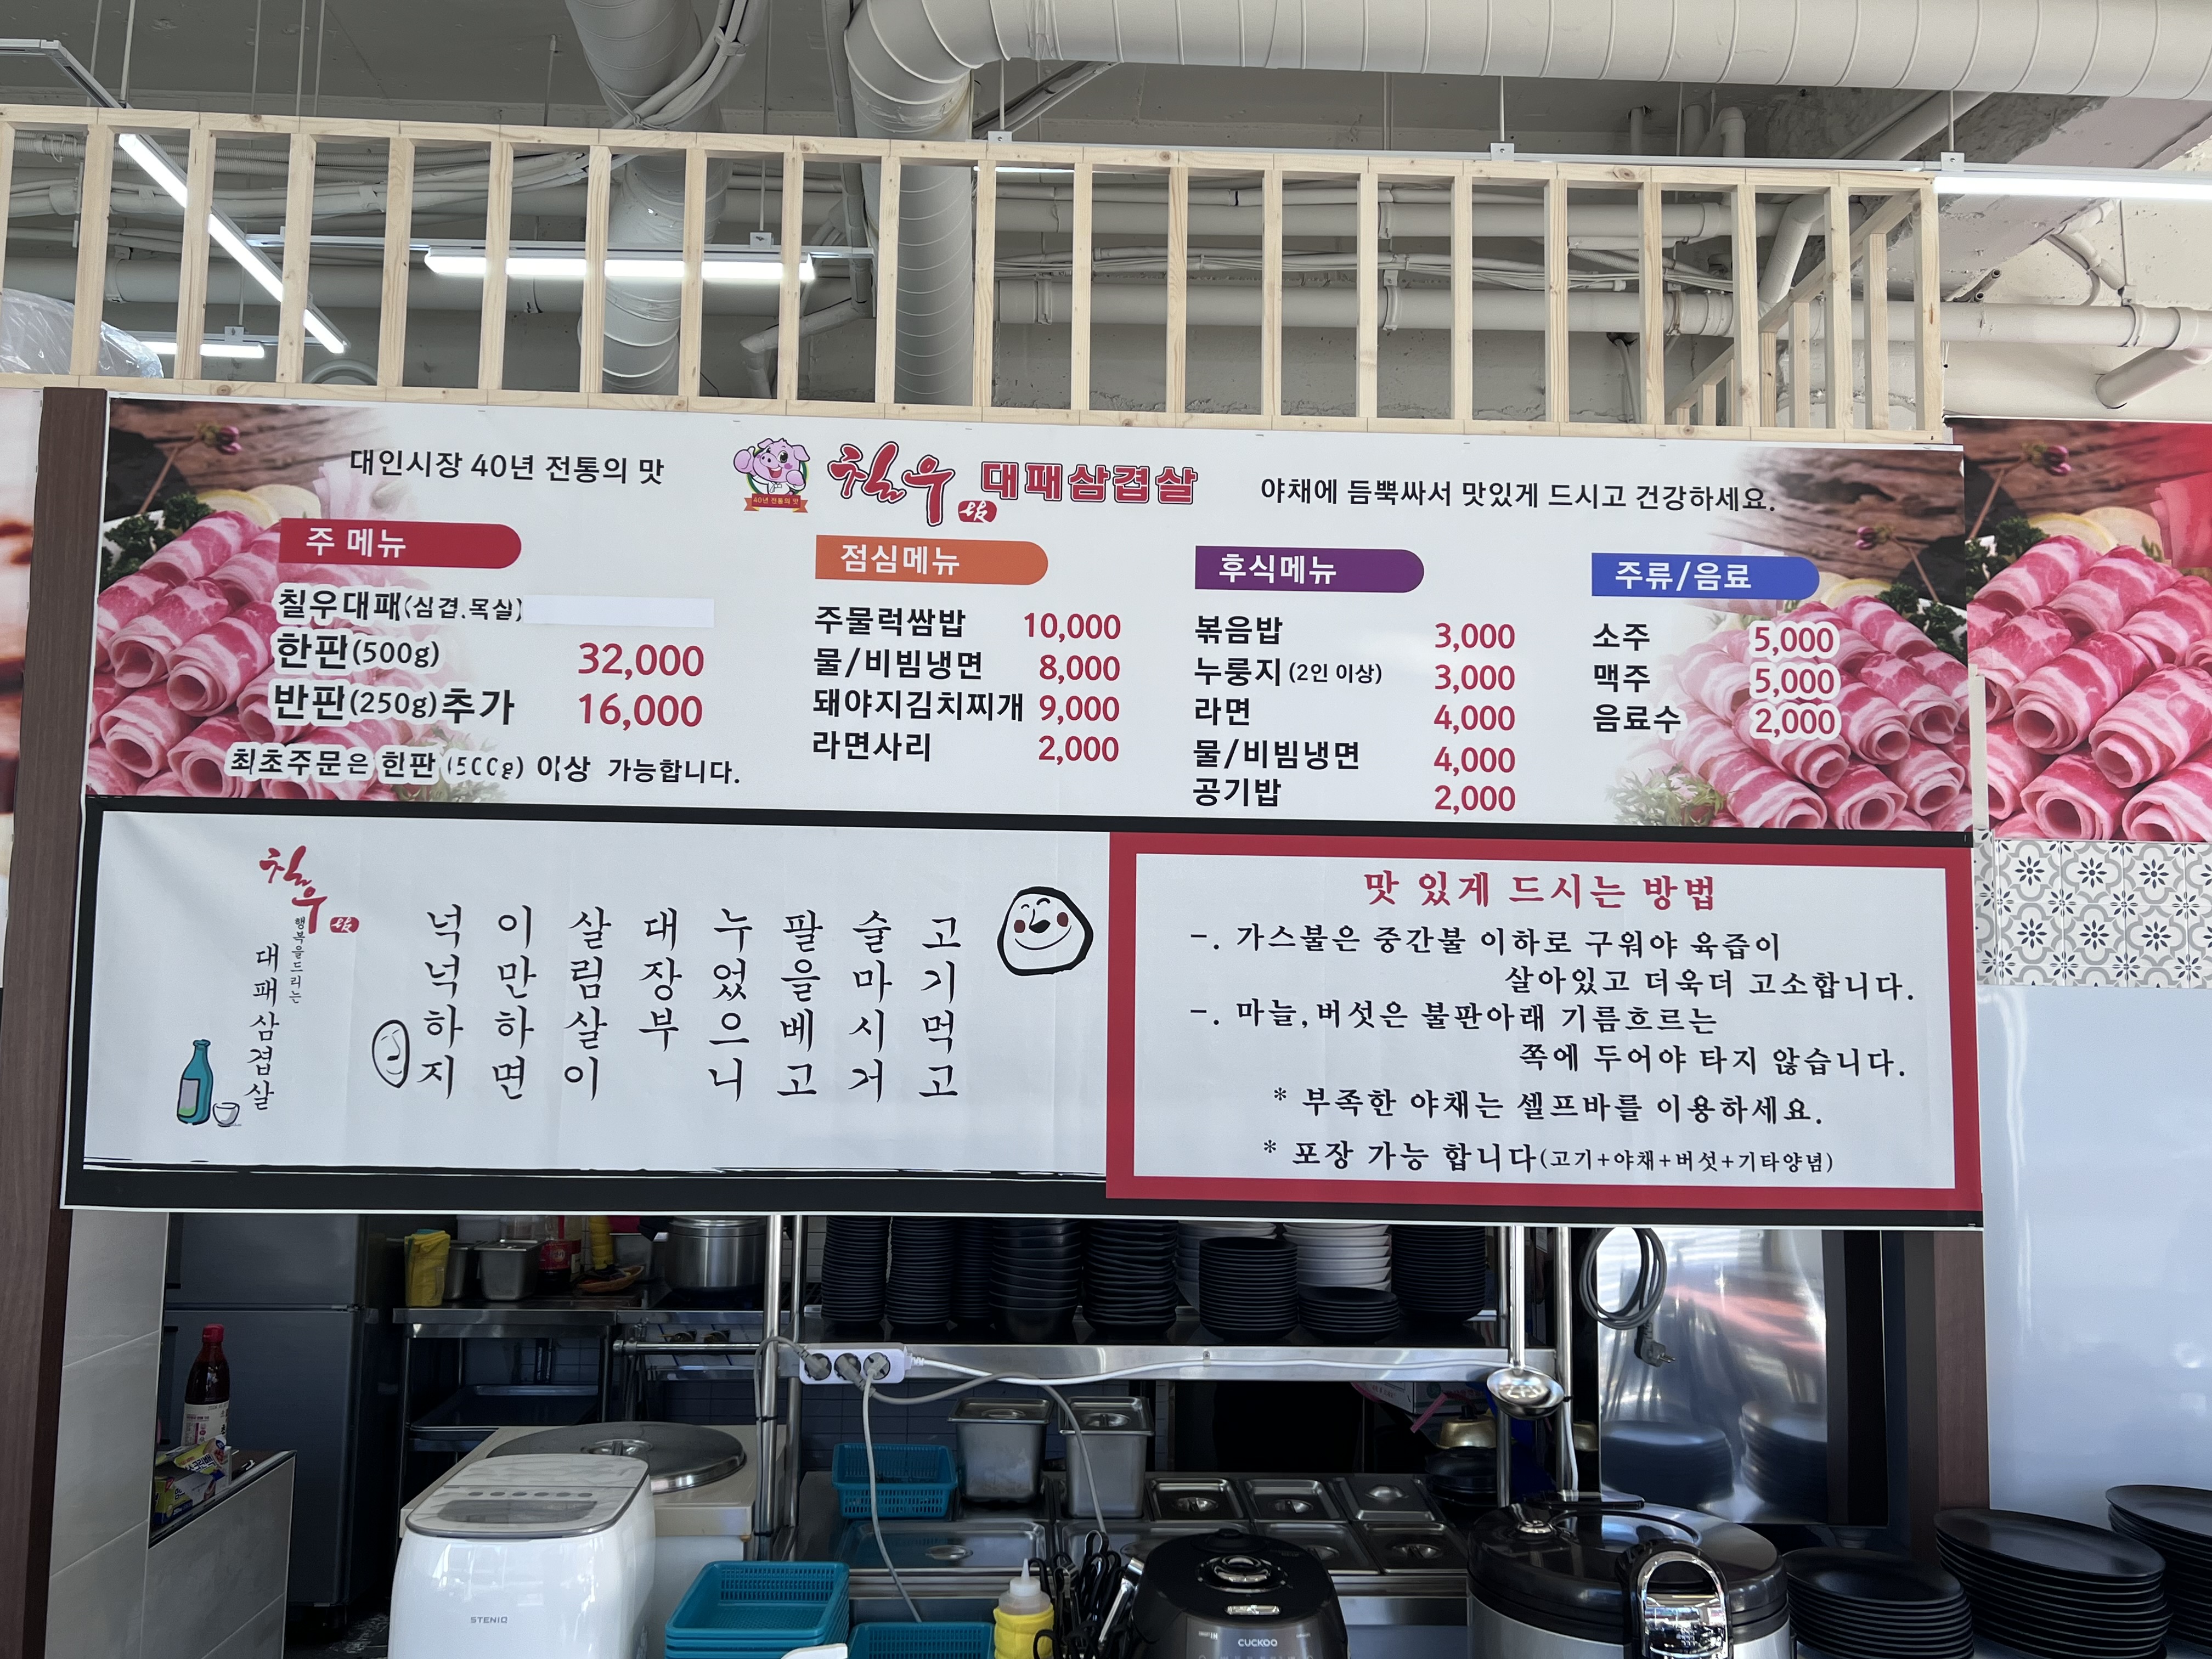 대인시장 40년 전통의 맛
40년 전통의 맛
칠우 대패삼겹살
야채에 듬뿍싸서 맛있게 드시고 건강하세요.
주 메뉴
칠우대패(삼겹.목살)
한판(500g) 32,000
반판(250g)추가 16,000
최초주문은 한판(500g) 이상 가능합니다.
점심메뉴
주물럭쌈밥 10,000
물/비빔냉면 8,000
돼야지김치찌개 9,000
라면사리 2,000
후식메뉴
볶음밥 3,000
누룽지(2인 이상) 3,000
라면 4,000
물/비빔냉면 4,000
공기밥 2,000
주류/음료
소주 5,000
맥주 5,000
음료수 2,000
고기먹고
술마시거
팔을베고
누었으니
대장부
살림살이
이만하면
넉넉하지
칠우
행복을드리는
대패삼겹살
맛 있게 드시는 방법
-. 가스불은 중간불 이하로 구워야 육즙이
살아있고 더욱더 고소합니다.
-. 마늘,버섯은 불판아래 기름흐르는
쪽에 두어야 타지 않습니다.
* 부족한 야채는 셀프바를 이용하세요.
* 포장 가능 합니다(고기+야채+버섯+기타양념)
STENIQ
CUCKOO